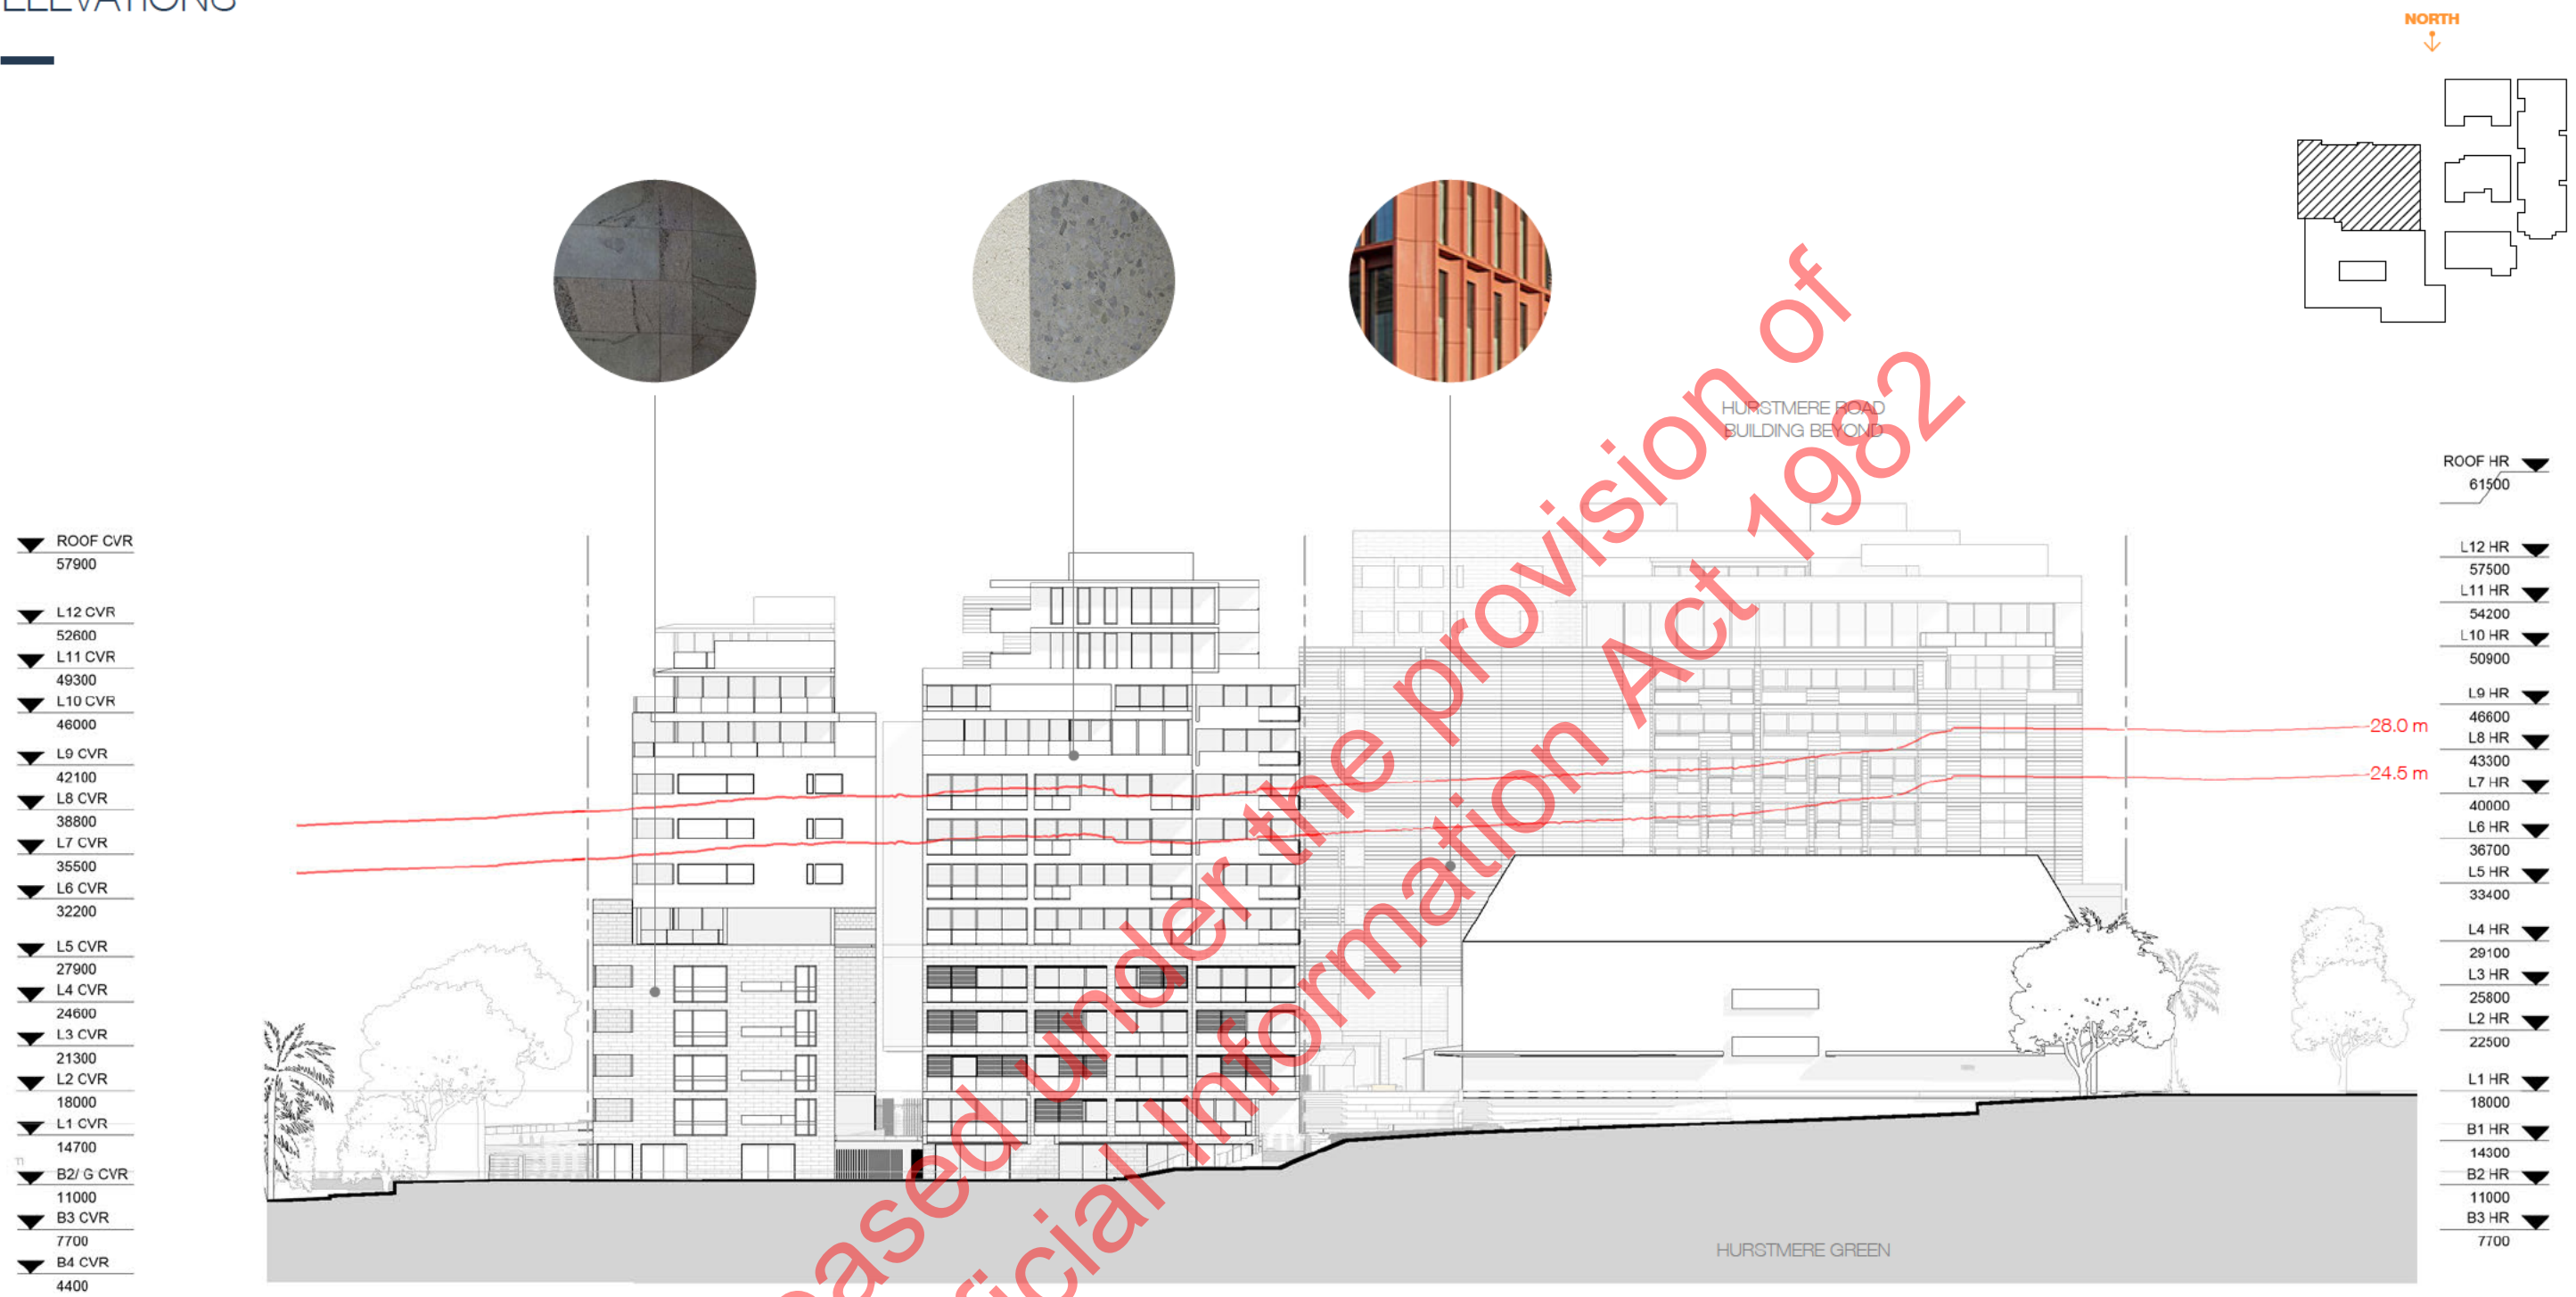 ELEVATIONS
NORTH
HURSTMERE ROAD
BUILDING BEYOND
ROOF CVR
57900
L12 CVR
52600
L11 CVR
49300
L10 CVR
46000
L9 CVR
42100
L8 CVR
38800
L7 CVR
35500
L6 CVR
32200
L5 CVR
27900
L4 CVR
24600
L3 CVR
21300
L2 CVR
18000
L1 CVR
14700
B2/ G CVR
11000
B3 CVR
7700
B4 CVR
4400
28.0 m
24.5 m
ROOF HR
61500
L12 HR
57500
L11 HR
54200
L10 HR
50900
L9 HR
46600
L8 HR
43300
L7 HR
40000
L6 HR
36700
L5 HR
33400
L4 HR
29100
L3 HR
25800
L2 HR
22500
L1 HR
18000
B1 HR
14300
B2 HR
11000
B3 HR
7700
HURSTMERE GREEN
ased under the provision of
ficial Information Act 1982